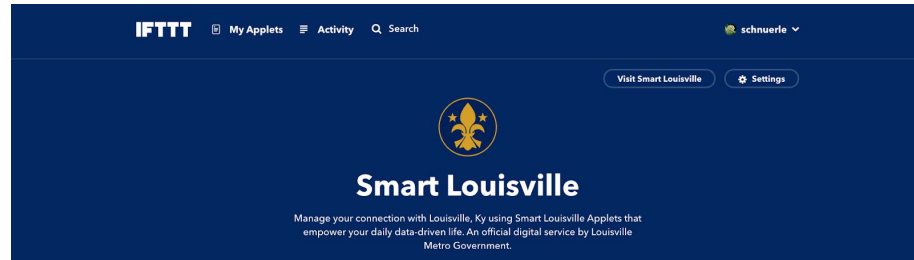 IFTTT My Applets Activity Search schnuerle
Visit Smart Louisville Settings
Smart Louisville
Manage your connection with Louisville, Ky using Smart Louisville Applets that
empower your daily data-driven life. An official digital service by Louisville
Metro Government.